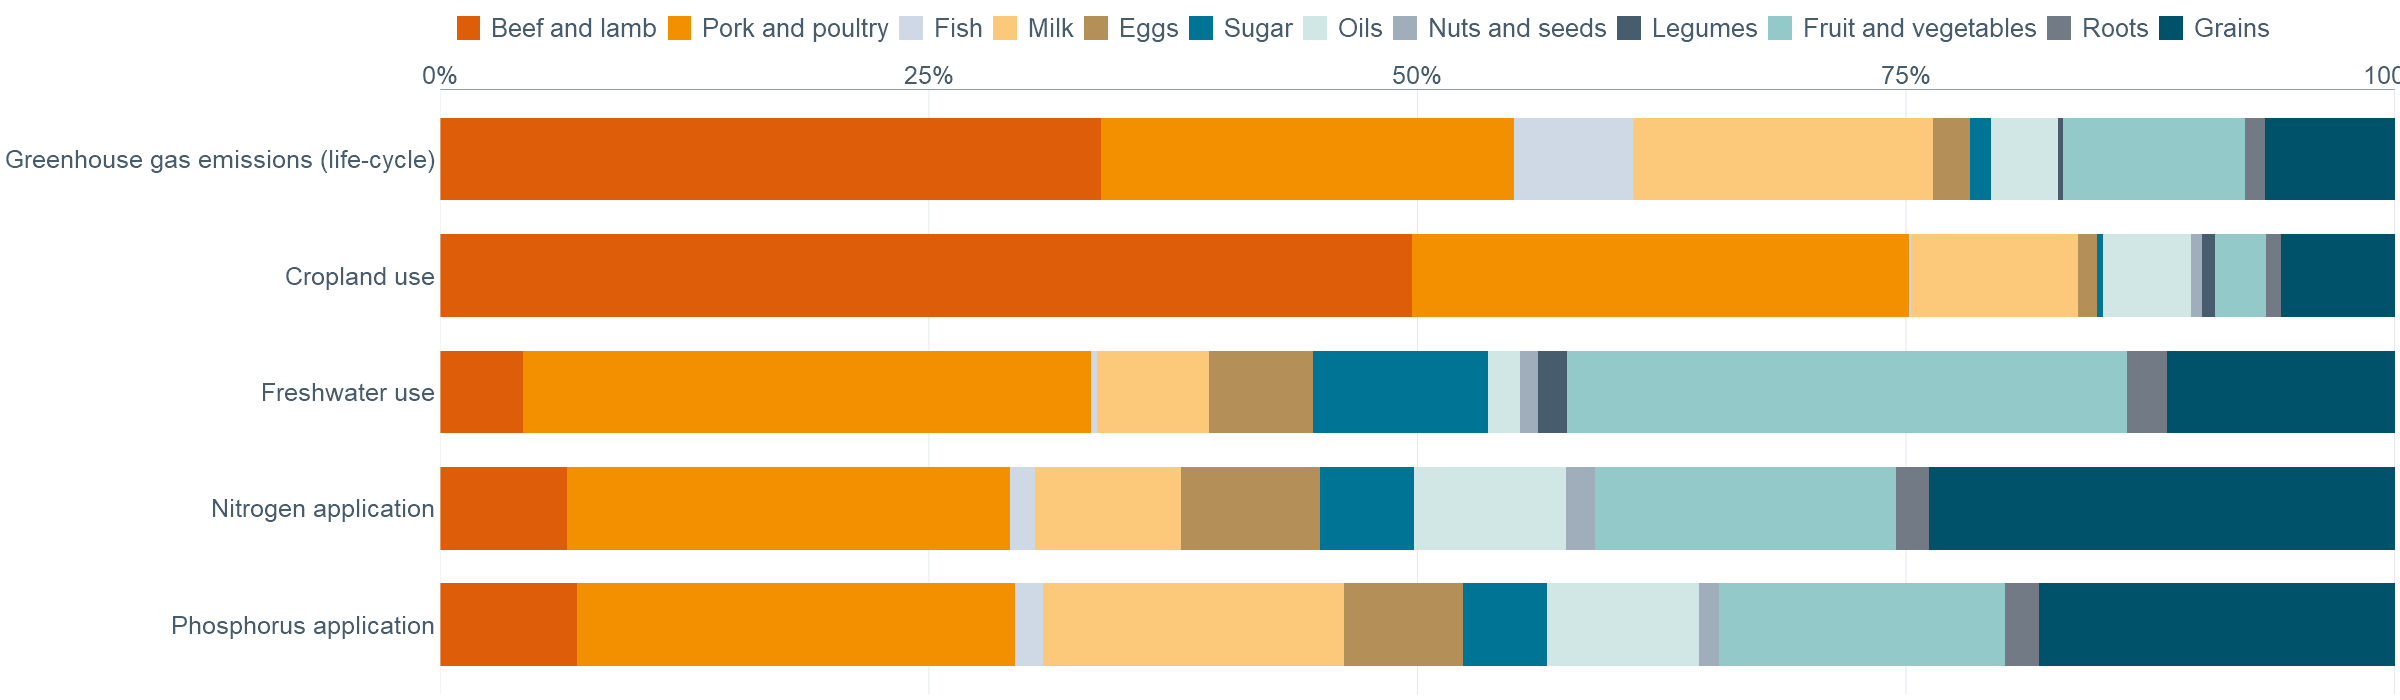 Beef and lamb Pork and poultry Fish Milk Eggs Sugar Oils Nuts and seeds Legumes Fruit and vegetables Roots Grains
0% 25% 50% 75% 100
Greenhouse gas emissions (life-cycle)
Cropland use
Freshwater use
Nitrogen application
Phosphorus application